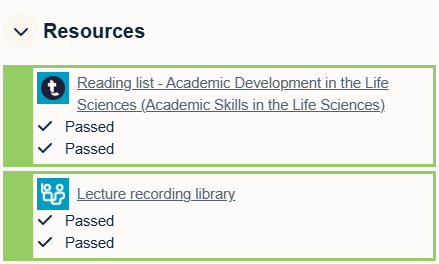 Resources
Reading list - Academic Development in the Life
Sciences (Academic Skills in the Life Sciences)
Passed
Passed
Lecture recording library
Passed
Passed